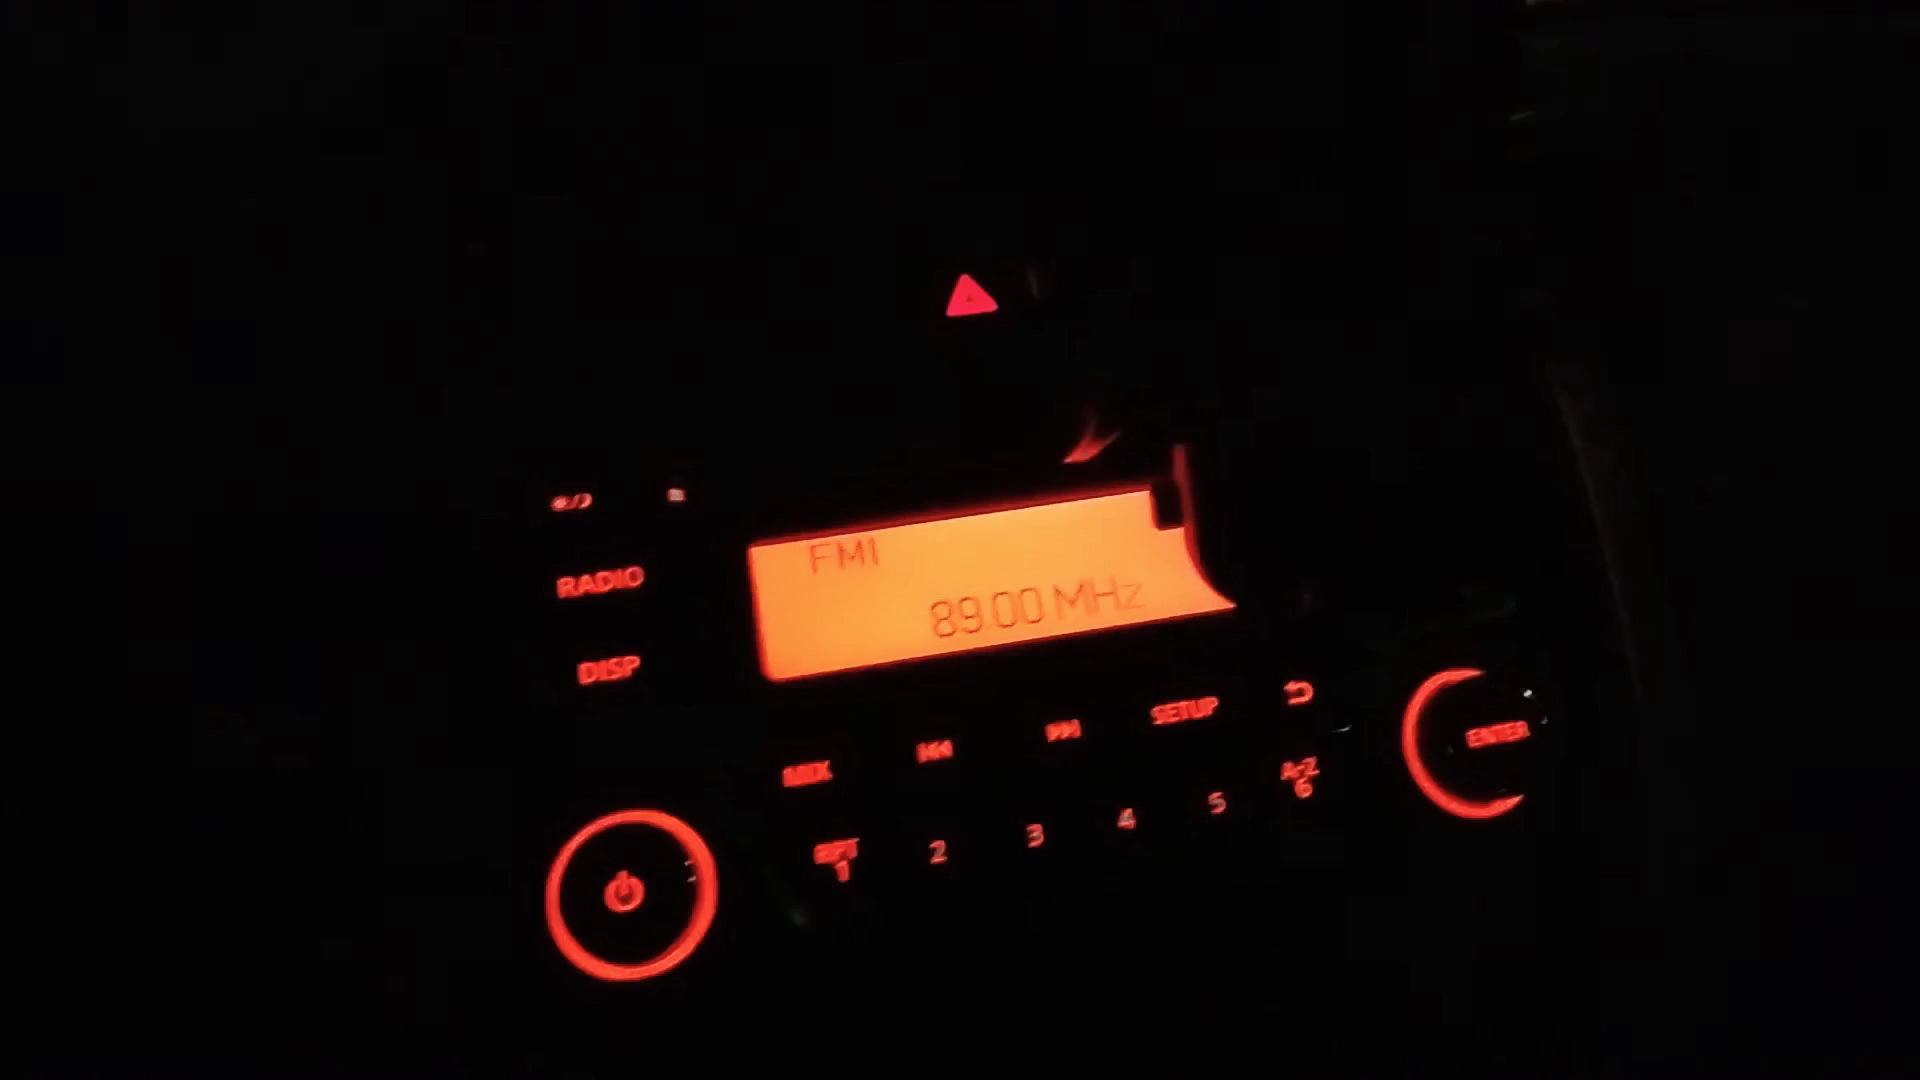 RADIO
DISP
FM1
89.00 MHz
MIX
SETUP
ENTER
RPT
1
2
3
4
5
A-Z
6